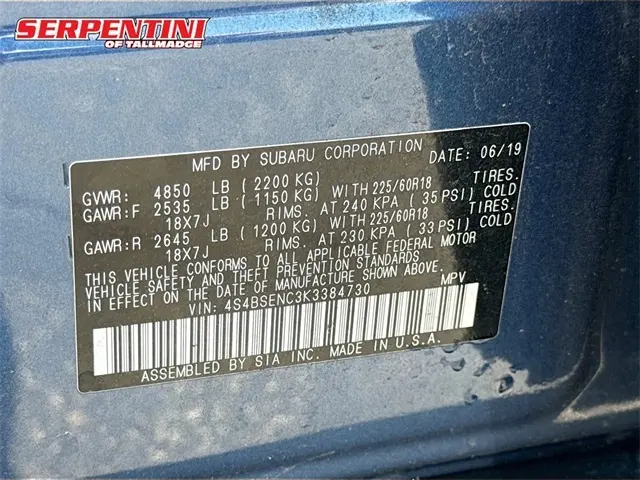 SERPENTINI
OF TALLMADGE
MFD BY SUBARU CORPORATION DATE: 06/19
GVWR: 4850 LB (2200 KG)
GAWR:F 2535 LB (1150 KG) WITH 225/60R18 TIRES.
18X7J RIMS. AT 240 KPA (35 PSI) COLD
GAWR:R 2645 LB (1200 KG) WITH 225/60R18 TIRES.
18X7J RIMS. AT 230 KPA (33 PSI) COLD
THIS VEHICLE CONFORMS TO ALL APPLICABLE FEDERAL MOTOR
VEHICLE SAFETY AND THEFT PREVENTION STANDARDS
IN EFFECT ON THE DATE OF MANUFACTURE SHOWN ABOVE.
VIN: 4S4BSENC3K3384730 MPV
ASSEMBLED BY SIA INC. MADE IN U.S.A.